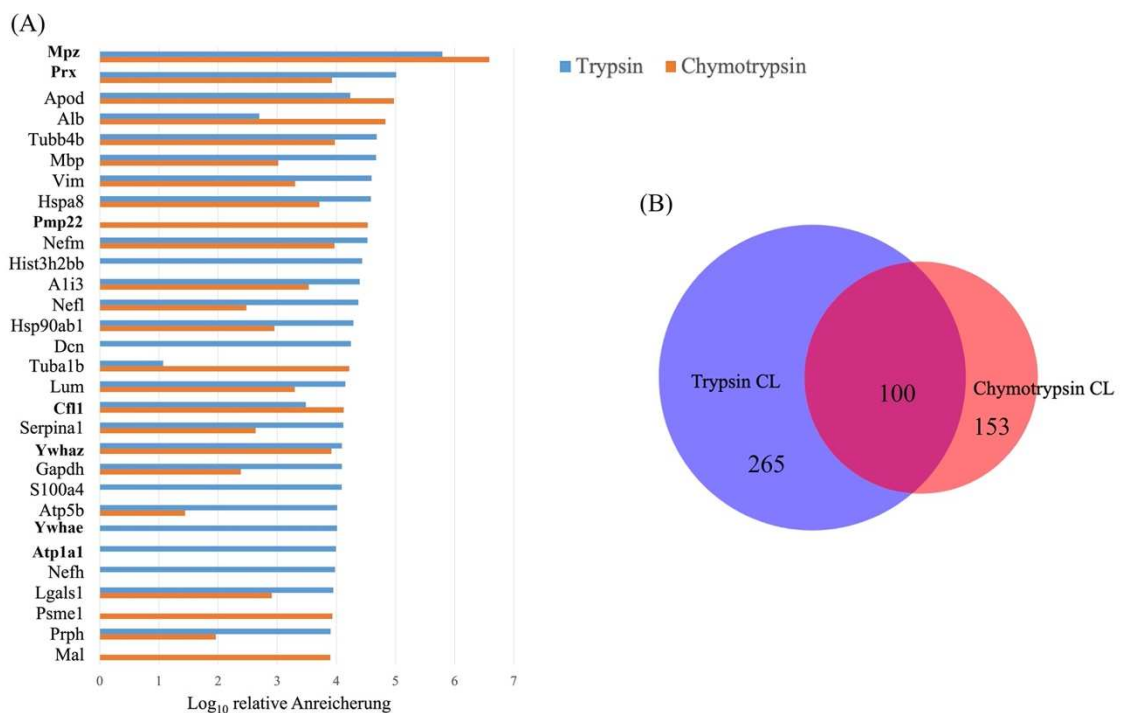 (A)
Trypsin Chymotrypsin
Mpz
Prx
Apod
Alb
Tubb4b
Mbp
Vim
Hspa8
Pmp22
Nefm
Hist3h2bb
A1i3
Nefl
Hsp90ab1
Dcn
Tuba1b
Lum
Cfl1
Serpina1
Ywhaz
Gapdh
S100a4
Atp5b
Ywhae
Atp1a1
Nefh
Lgals1
Psme1
Prph
Mal
0 1 2 3 4 5 6 7
Log10 relative Anreicherung
(B)
Trypsin CL
265
100
Chymotrypsin CL
153